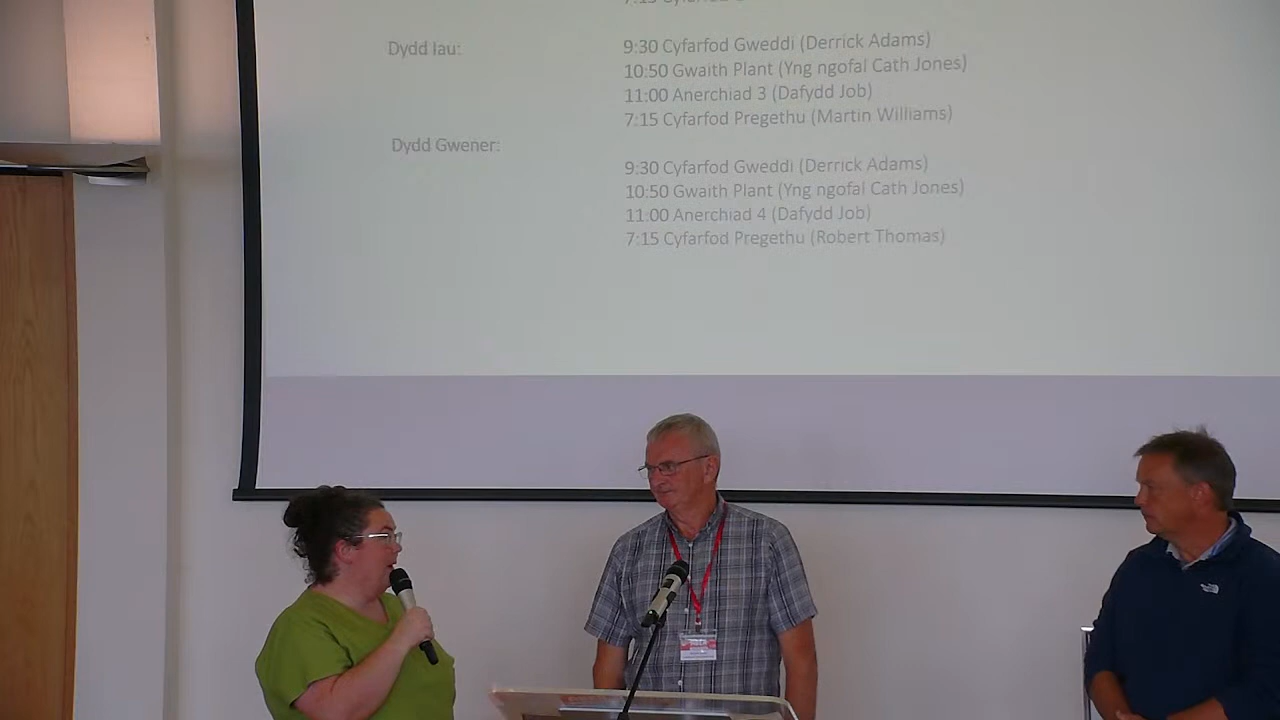 Dydd Iau:
9:30 Cyfarfod Gweddi (Derrick Adams)
10:50 Gwaith Plant (Yng ngofal Cath Jones)
11:00 Anerchiad 3 (Dafydd Job)
7:15 Cyfarfod Pregethu (Martin Williams)
Dydd Gwener:
9:30 Cyfarfod Gweddi (Derrick Adams)
10:50 Gwaith Plant (Yng ngofal Cath Jones)
11:00 Anerchiad 4 (Dafydd Job)
7:15 Cyfarfod Pregethu (Robert Thomas)